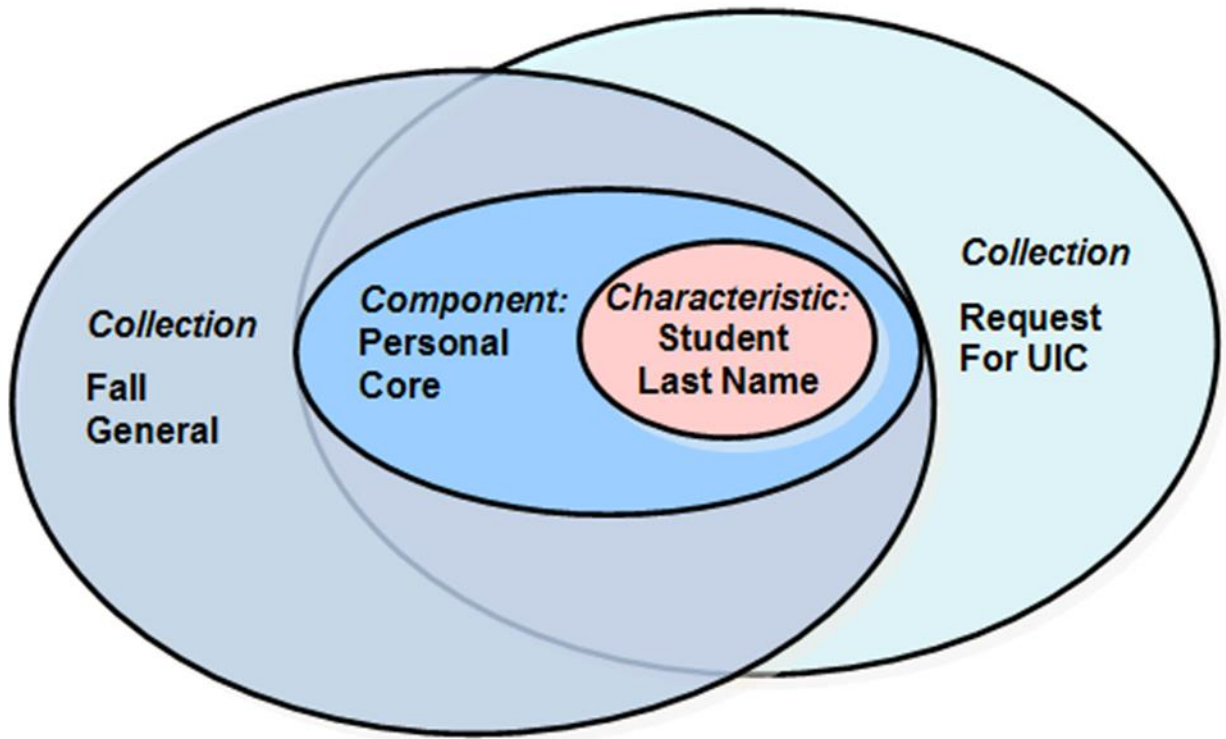 Collection
Fall
General
Component:
Personal
Core
Characteristic:
Student
Last Name
Collection
Request
For UIC